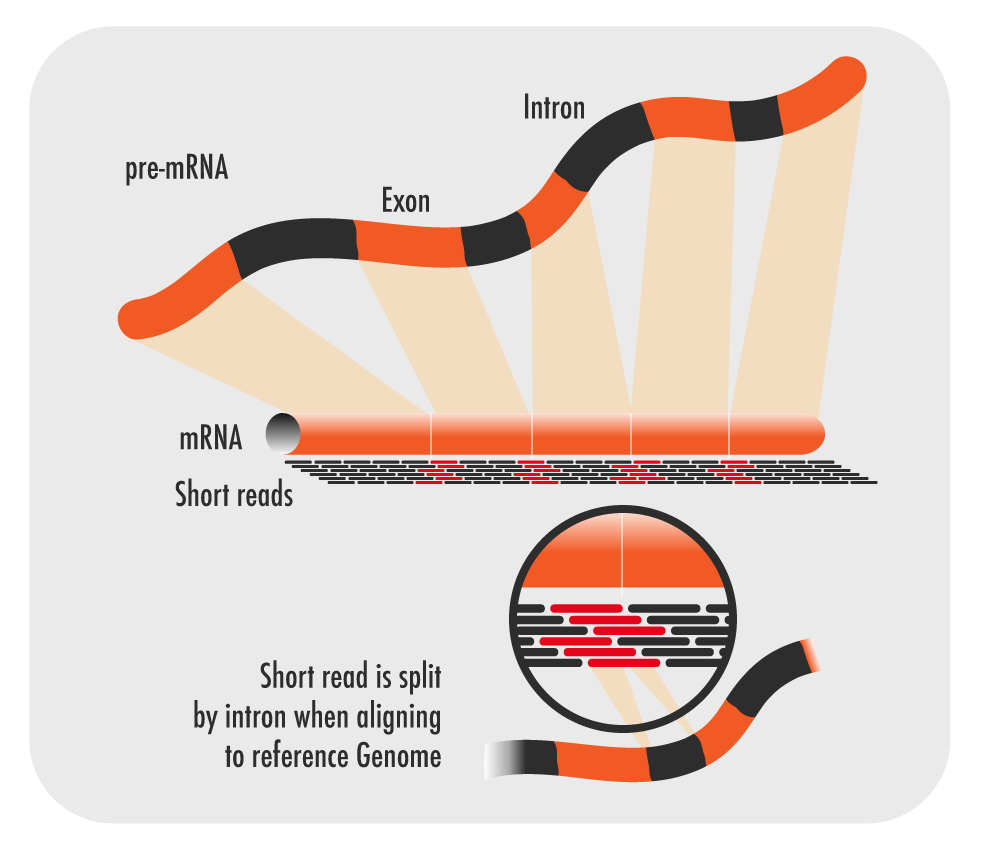 Intron
pre-mRNA
Exon
mRNA
Short reads
Short read is split
by intron when aligning
to reference Genome